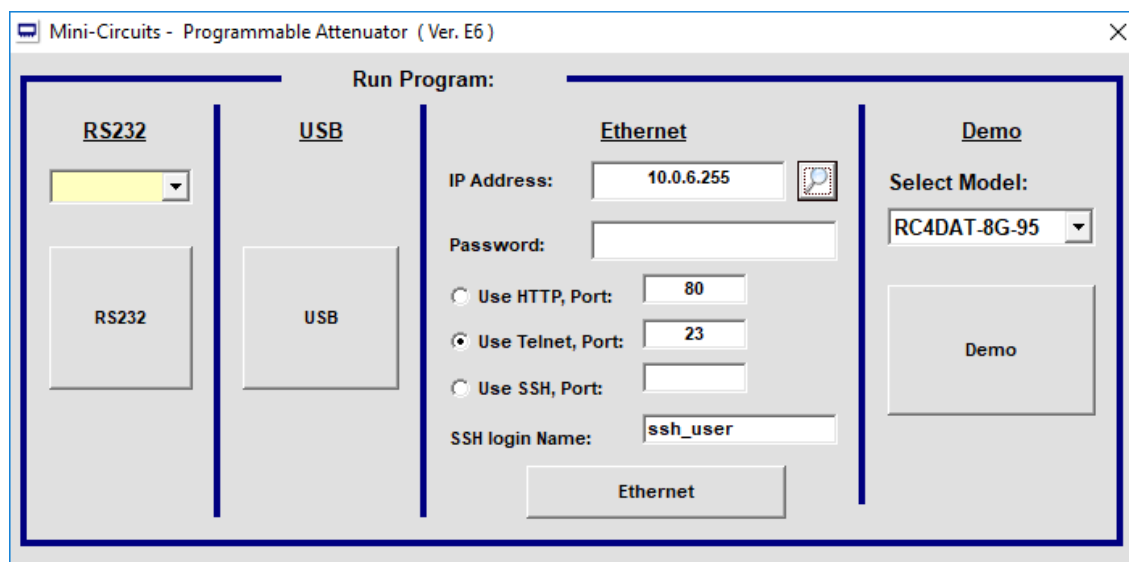 Mini-Circuits - Programmable Attenuator ( Ver. E6 )
Run Program:
RS232
RS232
USB
USB
Ethernet
IP Address: 10.0.6.255
Password:
Use HTTP, Port: 80
Use Telnet, Port: 23
Use SSH, Port:
SSH login Name: ssh_user
Ethernet
Demo
Select Model:
RC4DAT-8G-95
Demo